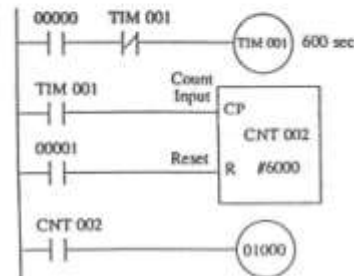 00000 TIM 001
TIM 001 600 sec
TIM 001 Count Input CP
CNT 002
00001 Reset R #6000
CNT 002
01000